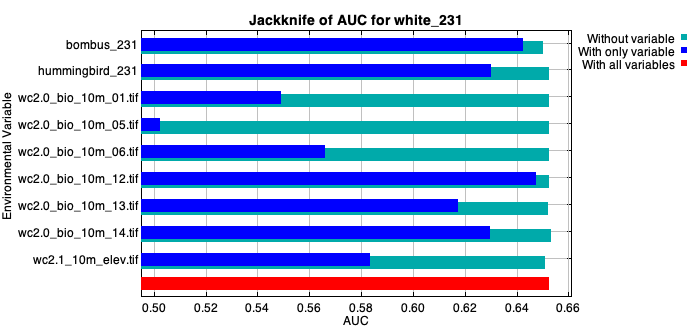 Jackknife of AUC for white_231
Without variable
With only variable
With all variables
Environmental Variable
bombus_231
hummingbird_231
wc2.0_bio_10m_01.tif
wc2.0_bio_10m_05.tif
wc2.0_bio_10m_06.tif
wc2.0_bio_10m_12.tif
wc2.0_bio_10m_13.tif
wc2.0_bio_10m_14.tif
wc2.1_10m_elev.tif
0.50 0.52 0.54 0.56 0.58 0.60 0.62 0.64 0.66
AUC